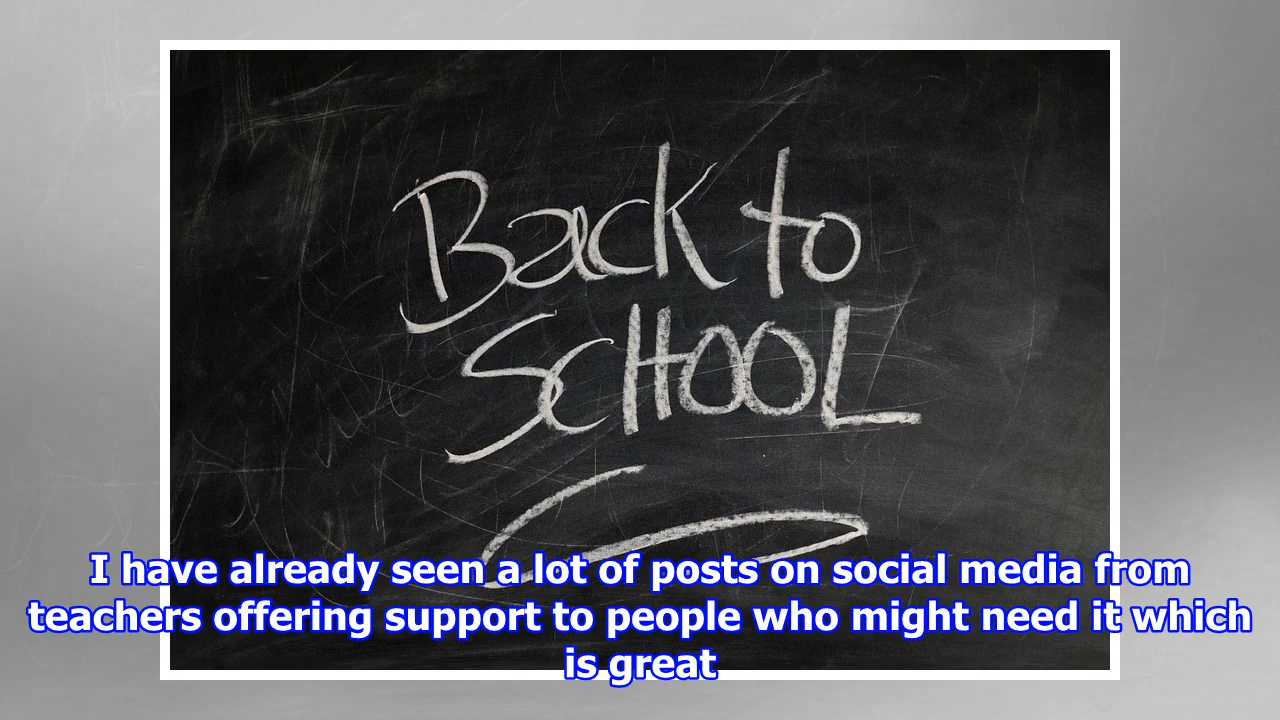 Back to
SCHOOL
I have already seen a lot of posts on social media from
teachers offering support to people who might need it which
is great